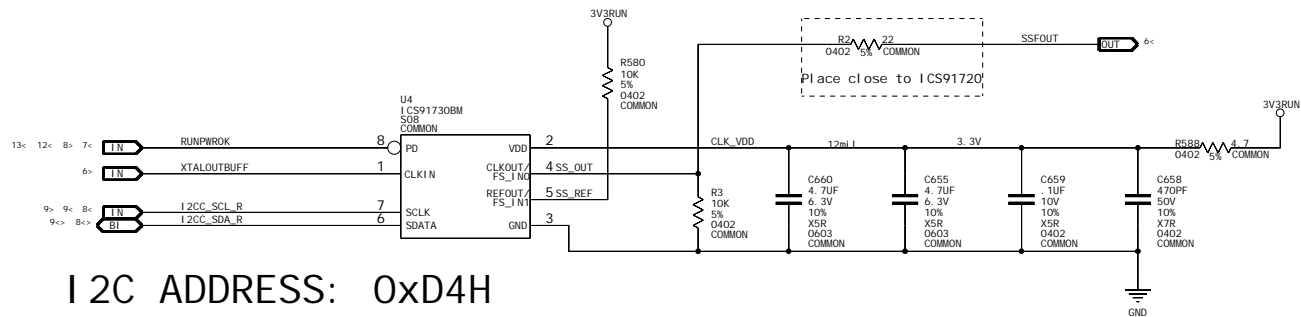 3V3RUN
R2
22
0402
5%
COMMON
SSFOUT
OUT
6<
Place close to ICS91720
R580
10K
5%
0402
COMMON
3V3RUN
U4
ICS91730BM
SO8
COMMON
13< 12< 8> 7<
IN
RUNPWROK
8
PD
VDD
2
CLK_VDD
12mil
3.3V
R588
4.7
0402
5%
COMMON
6>
IN
XTALOUTBUFF
1
CLKIN
CLKOUT/
FS_IN0
4
SS_OUT
REFOUT/
FS_IN1
5
SS_REF
9> 9< 8<
IN
I2CC_SCL_R
7
SCLK
9<> 8<>
BI
I2CC_SDA_R
6
SDATA
GND
3
R3
10K
5%
0402
COMMON
C660
4.7UF
6.3V
10%
X5R
0603
COMMON
C655
4.7UF
6.3V
10%
X5R
0603
COMMON
C659
.1UF
10V
10%
X5R
0402
COMMON
C658
470PF
50V
10%
X7R
0402
COMMON
GND
I2C ADDRESS: 0xD4H